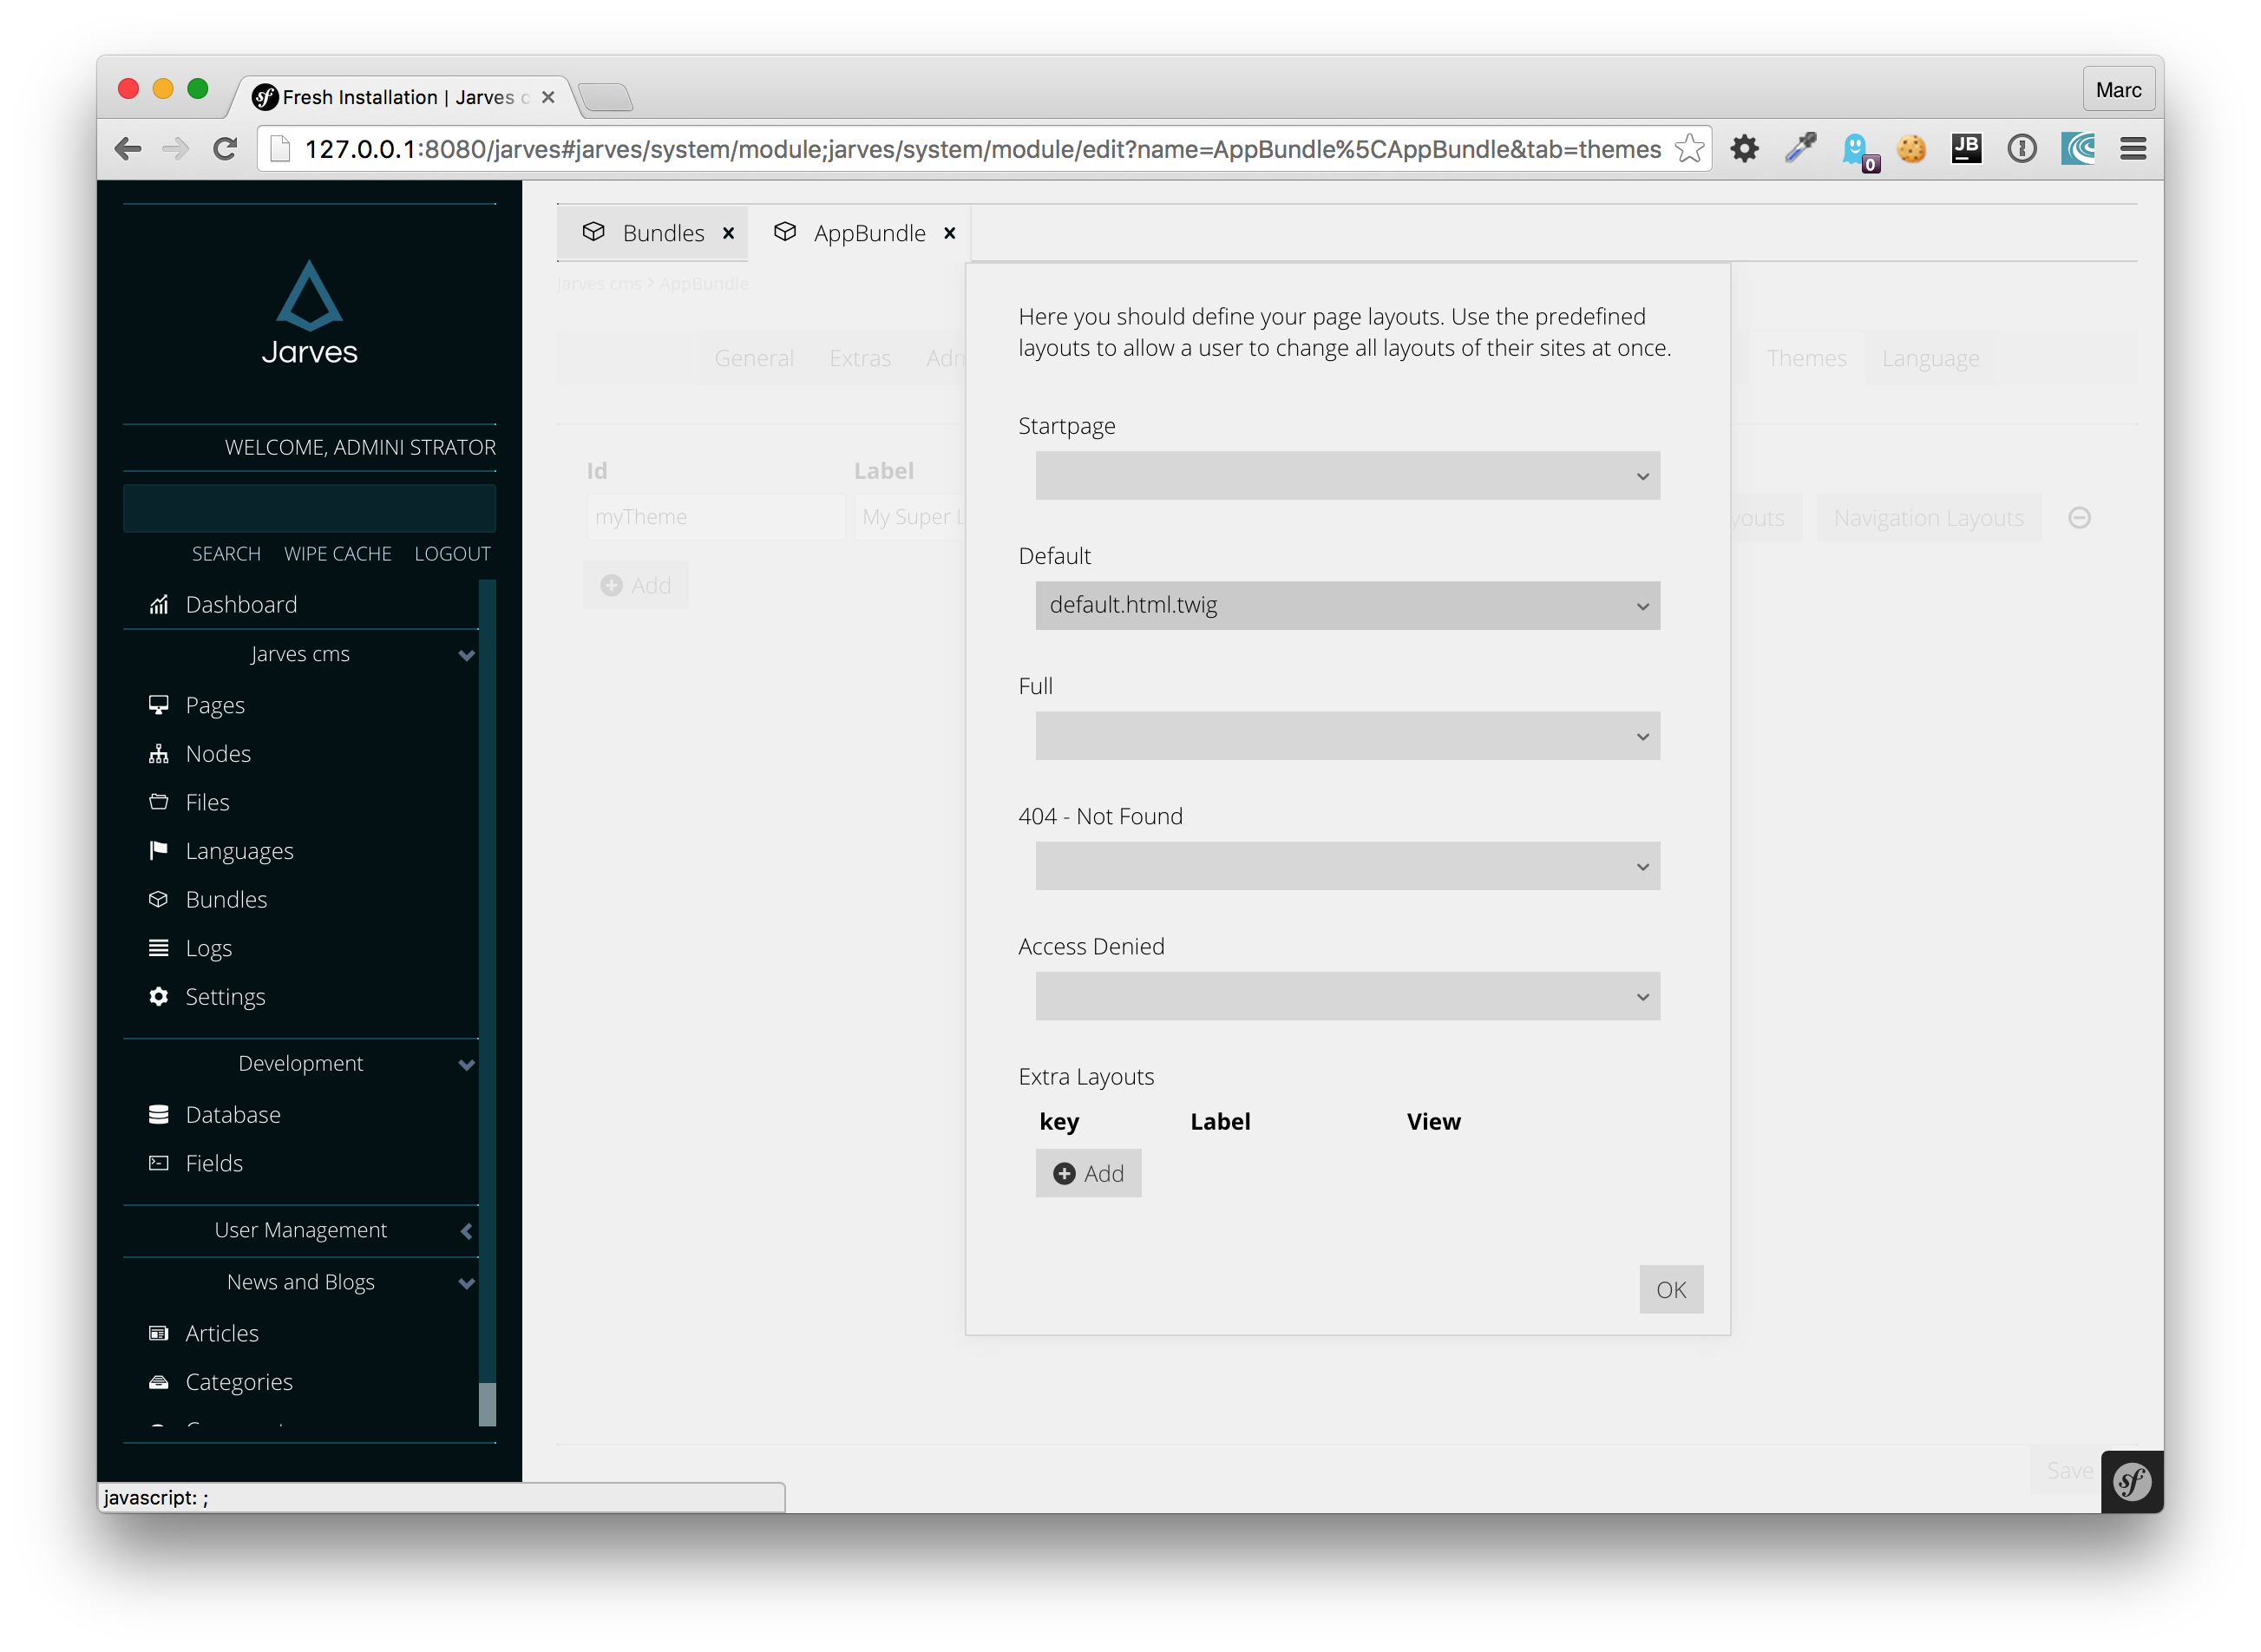 Fresh Installation | Jarves c
Marc
127.0.0.1:8080/jarves#jarves/system/module;jarves/system/module/edit?name=AppBundle%5CAppBundle&tab=themes
0
JB
Jarves
WELCOME, ADMINI STRATOR
SEARCH WIPE CACHE LOGOUT
Dashboard
Jarves cms
Pages
Nodes
Files
Languages
Bundles
Logs
Settings
Development
Database
Fields
User Management
News and Blogs
Articles
Categories
javascript: ;
Bundles
AppBundle
Jarves cms › AppBundle
General Extras Adn
Themes Language
Id Label
myTheme My Super L
youts Navigation Layouts
Add
Here you should define your page layouts. Use the predefined
layouts to allow a user to change all layouts of their sites at once.
Startpage
Default
default.html.twig
Full
404 - Not Found
Access Denied
Extra Layouts
key Label View
Add
OK
Save
sf